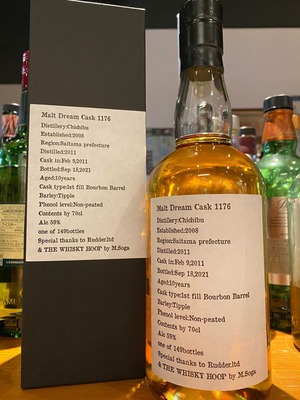 Malt Dream Cask 1176
Distillery:Chichibu
Established:2008
Region:Saitama prefecture
Distilled:2011
Cask in:Feb 9,2011
Bottled:Sep 18,2021
Aged:10years
Cask type:1st fill Bourbon Barrel
Barley:Tipple
Phenol level:Non-peated
Contents by 70cl
Alc 59%
one of 149bottles
Special thanks to Rudder.ltd
& THE WHISKY HOOP by M.Soga
Malt Dream Cask 1176
Distillery:Chichibu
Established:2008
Region:Saitama prefecture
Distilled:2011
Cask in:Feb 9,2011
Bottled:Sep 18,2021
Aged:10years
Cask type:1st fill Bourbon Barrel
Barley:Tipple
Phenol level:Non-peated
Contents by 70cl
Alc 59%
one of 149bottles
Special thanks to Rudder.ltd
& THE WHISKY HOOP by M.Soga